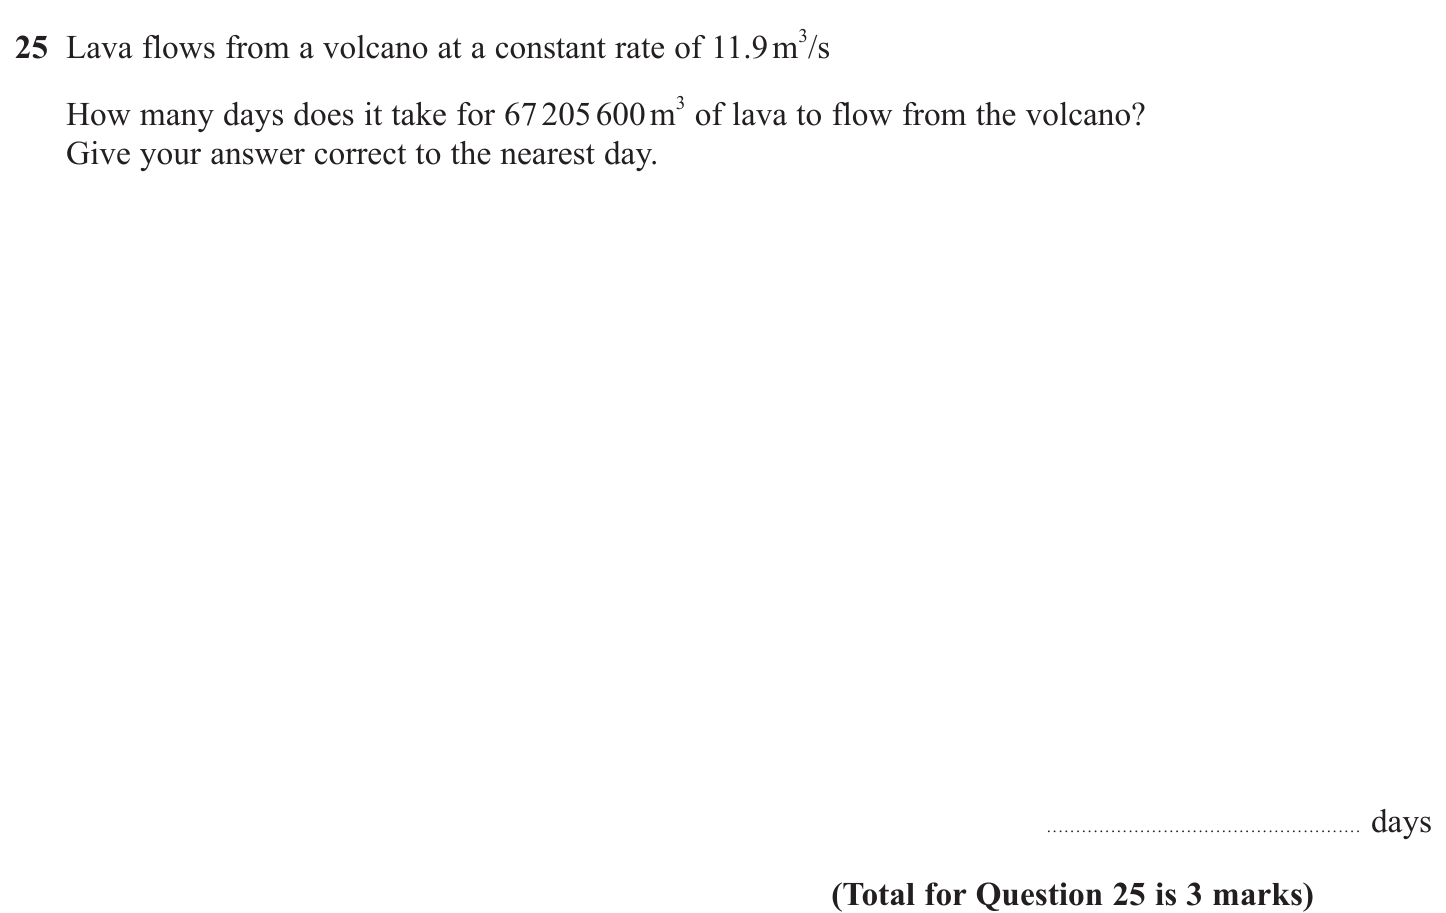 25 Lava flows from a volcano at a constant rate of 11.9 m³/s
How many days does it take for 67 205 600 m³ of lava to flow from the volcano?
Give your answer correct to the nearest day.
.................................................... days
(Total for Question 25 is 3 marks)